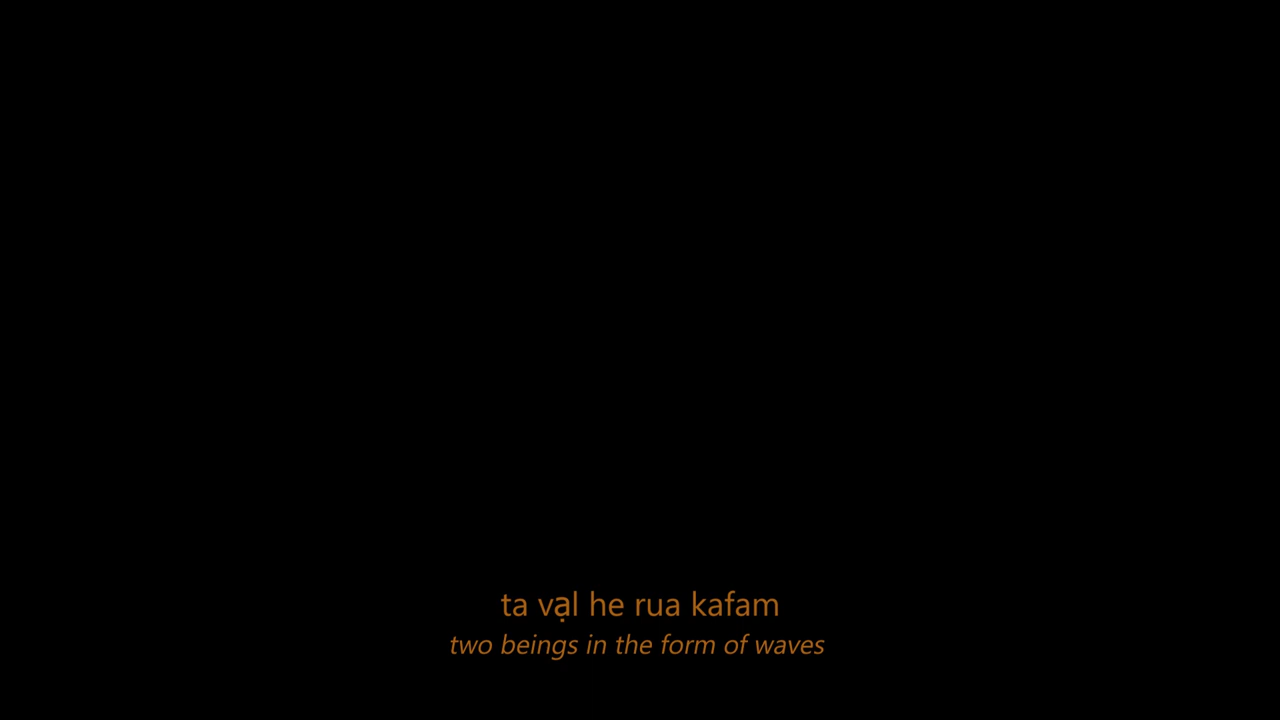 ta vạl he rua kafam
two beings in the form of waves